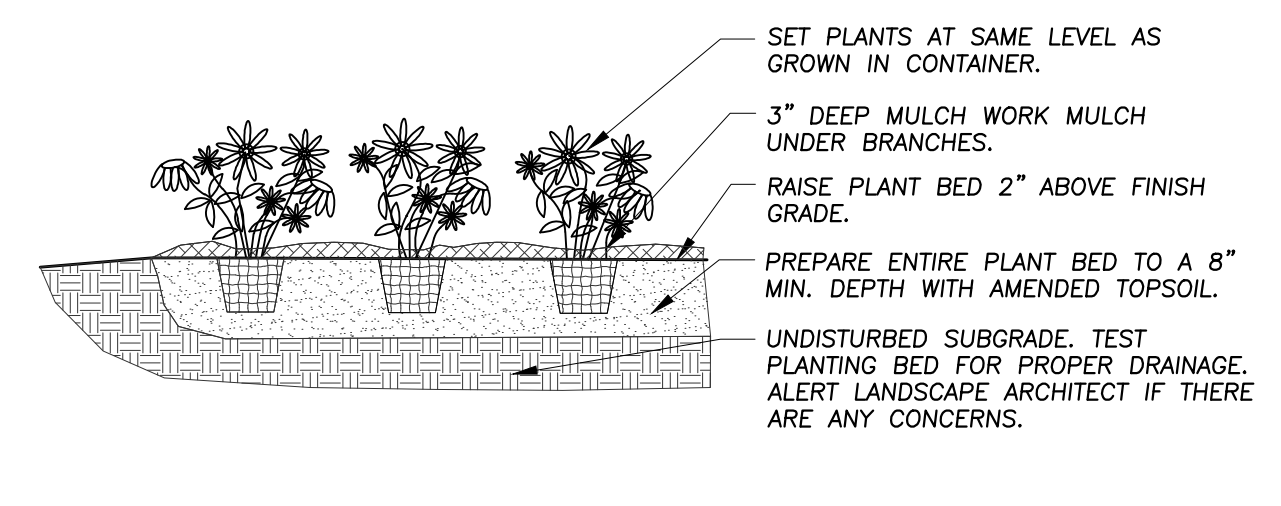 SET PLANTS AT SAME LEVEL AS
GROWN IN CONTAINER.
3" DEEP MULCH WORK MULCH
UNDER BRANCHES.
RAISE PLANT BED 2" ABOVE FINISH
GRADE.
PREPARE ENTIRE PLANT BED TO A 8"
MIN. DEPTH WITH AMENDED TOPSOIL.
UNDISTURBED SUBGRADE. TEST
PLANTING BED FOR PROPER DRAINAGE.
ALERT LANDSCAPE ARCHITECT IF THERE
ARE ANY CONCERNS.